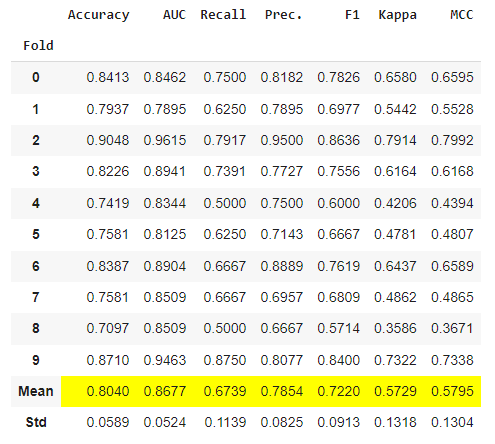 Accuracy AUC Recall Prec. F1 Kappa MCC
Fold
0 0.8413 0.8462 0.7500 0.8182 0.7826 0.6580 0.6595
1 0.7937 0.7895 0.6250 0.7895 0.6977 0.5442 0.5528
2 0.9048 0.9615 0.7917 0.9500 0.8636 0.7914 0.7992
3 0.8226 0.8941 0.7391 0.7727 0.7556 0.6164 0.6168
4 0.7419 0.8344 0.5000 0.7500 0.6000 0.4206 0.4394
5 0.7581 0.8125 0.6250 0.7143 0.6667 0.4781 0.4807
6 0.8387 0.8904 0.6667 0.8889 0.7619 0.6437 0.6589
7 0.7581 0.8509 0.6667 0.6957 0.6809 0.4862 0.4865
8 0.7097 0.8509 0.5000 0.6667 0.5714 0.3586 0.3671
9 0.8710 0.9463 0.8750 0.8077 0.8400 0.7322 0.7338
Mean 0.8040 0.8677 0.6739 0.7854 0.7220 0.5729 0.5795
Std 0.0589 0.0524 0.1139 0.0825 0.0913 0.1318 0.1304